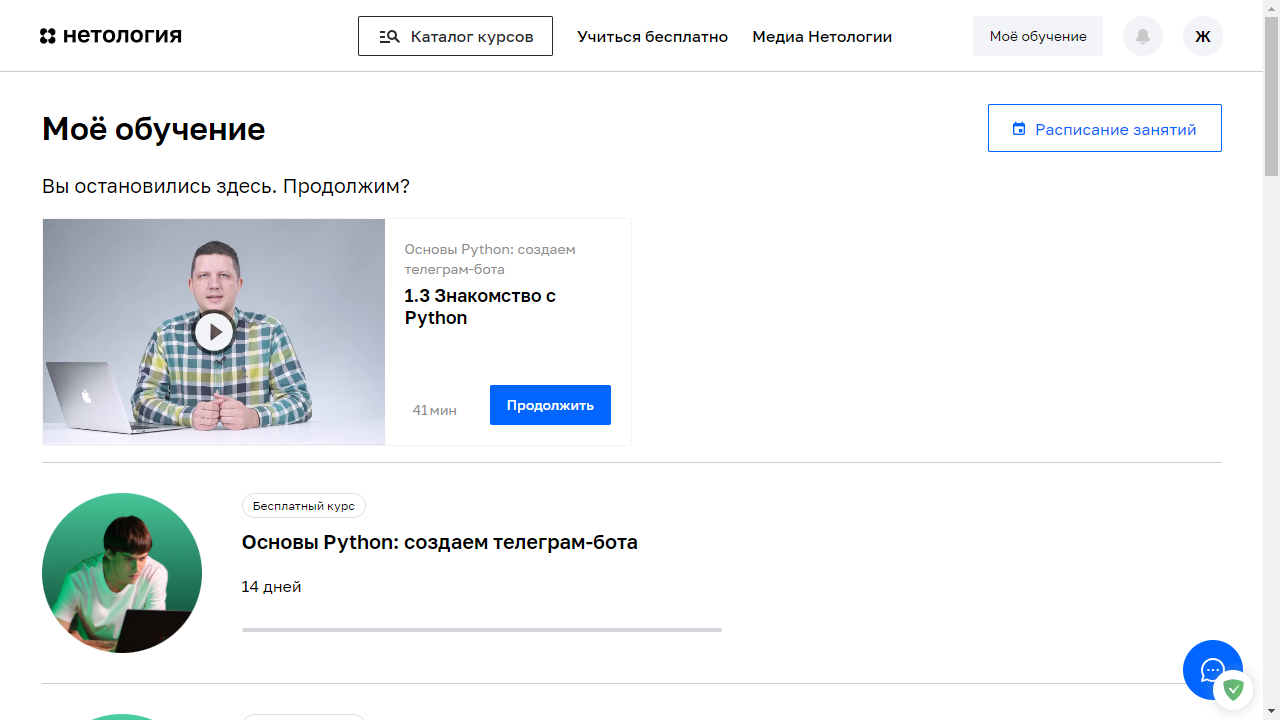 нетология
Каталог курсов
Учиться бесплатно
Медиа Нетологии
Моё обучение
Ж
Моё обучение
Расписание занятий
Вы остановились здесь. Продолжим?
Основы Python: создаем
телеграм-бота
1.3 Знакомство с
Python
41 мин
Продолжить
Бесплатный курс
Основы Python: создаем телеграм-бота
14 дней